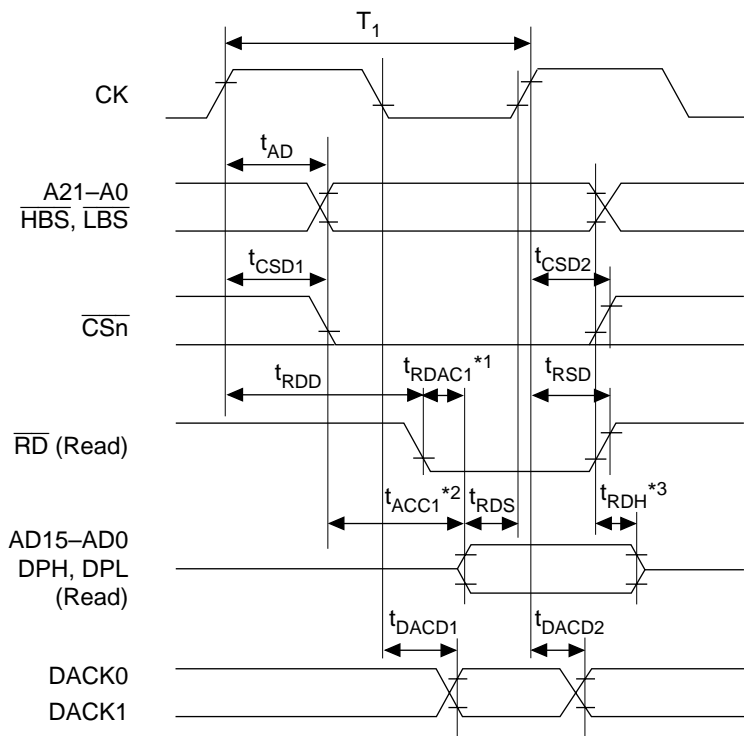 T1
CK
tAD
A21–A0
HBS, LBS
tCSD1
tCSD2
CSn
tRDD
tRDAC1*1
tRSD
RD (Read)
tACC1*2
tRDS
tRDH*3
AD15–AD0
DPH, DPL
(Read)
tDACD1
tDACD2
DACK0
DACK1